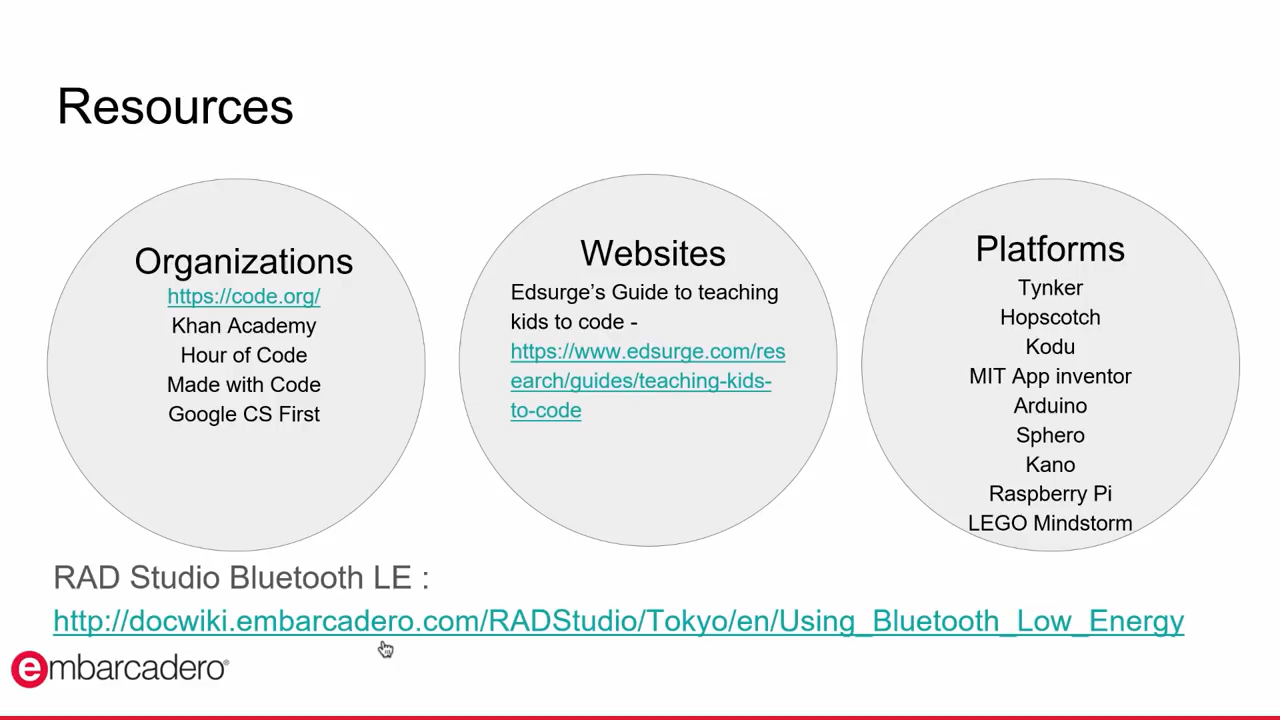 Resources
Organizations
https://code.org/
Khan Academy
Hour of Code
Made with Code
Google CS First
Websites
Edsurge’s Guide to teaching
kids to code -
https://www.edsurge.com/res
earch/guides/teaching-kids-
to-code
Platforms
Tynker
Hopscotch
Kodu
MIT App inventor
Arduino
Sphero
Kano
Raspberry Pi
LEGO Mindstorm
RAD Studio Bluetooth LE :
http://docwiki.embarcadero.com/RADStudio/Tokyo/en/Using_Bluetooth_Low_Energy
embarcadero®